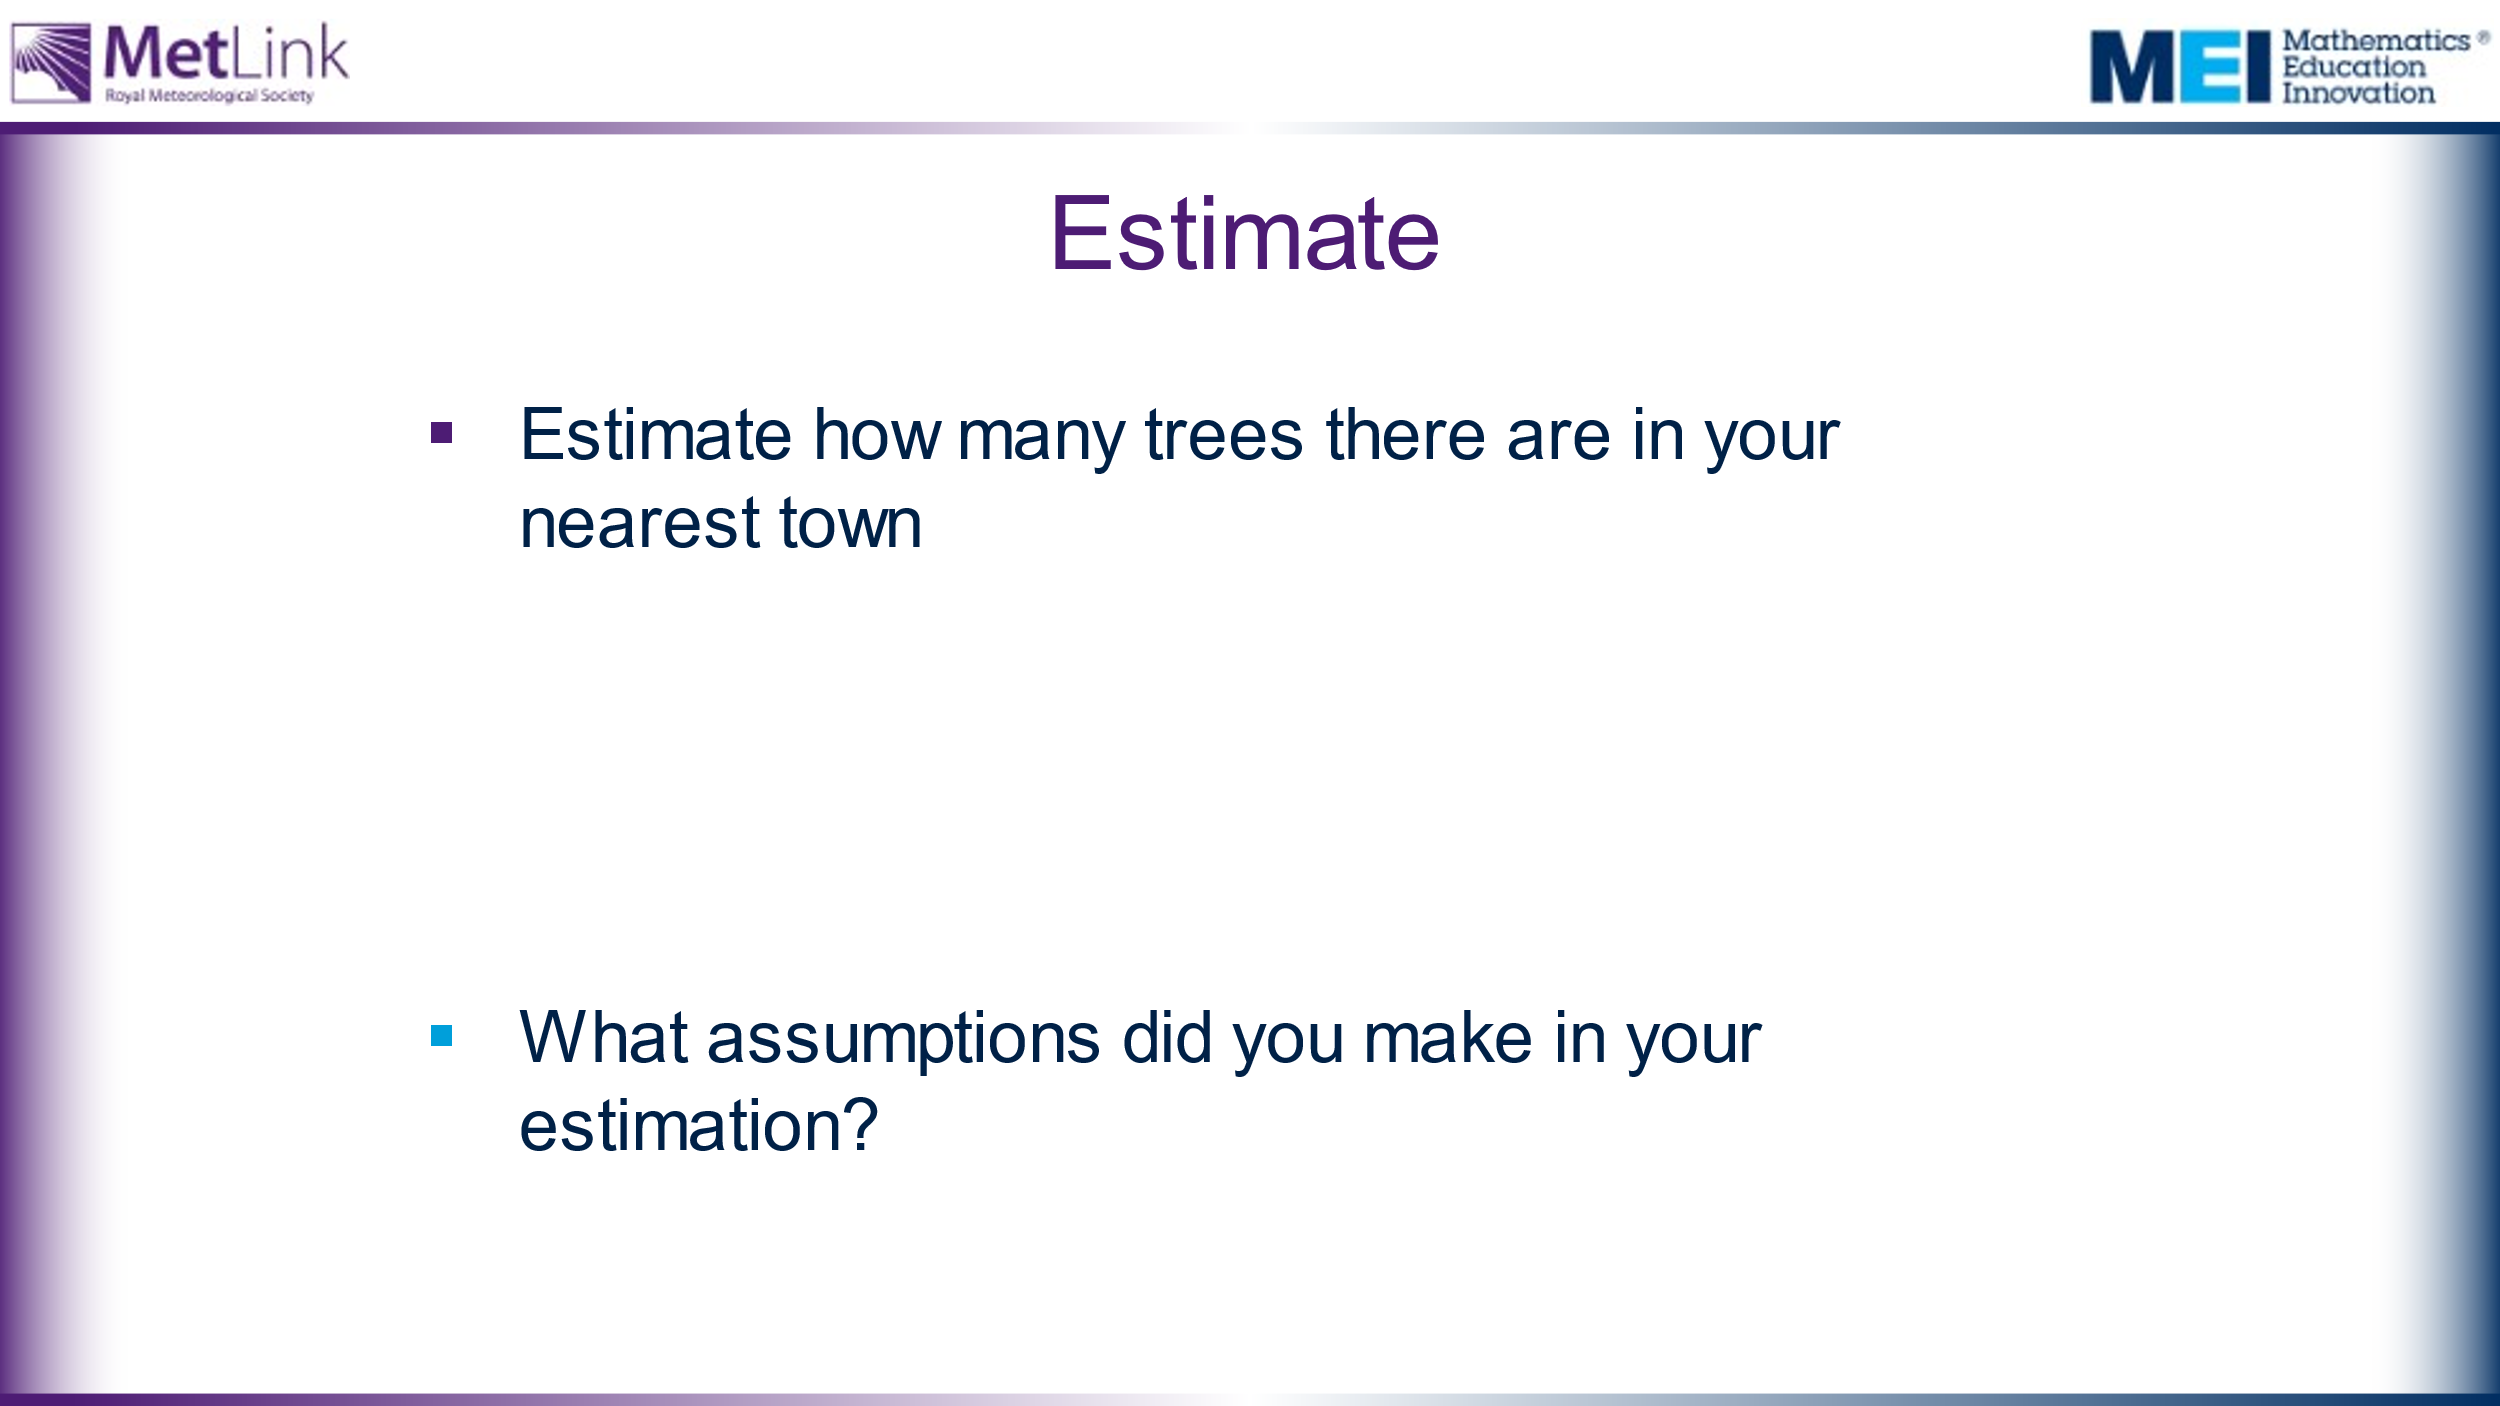 MetLink
Royal Meteorological Society
MEI Mathematics ®
Education
Innovation
Estimate
▪ Estimate how many trees there are in your
nearest town
▪ What assumptions did you make in your
estimation?